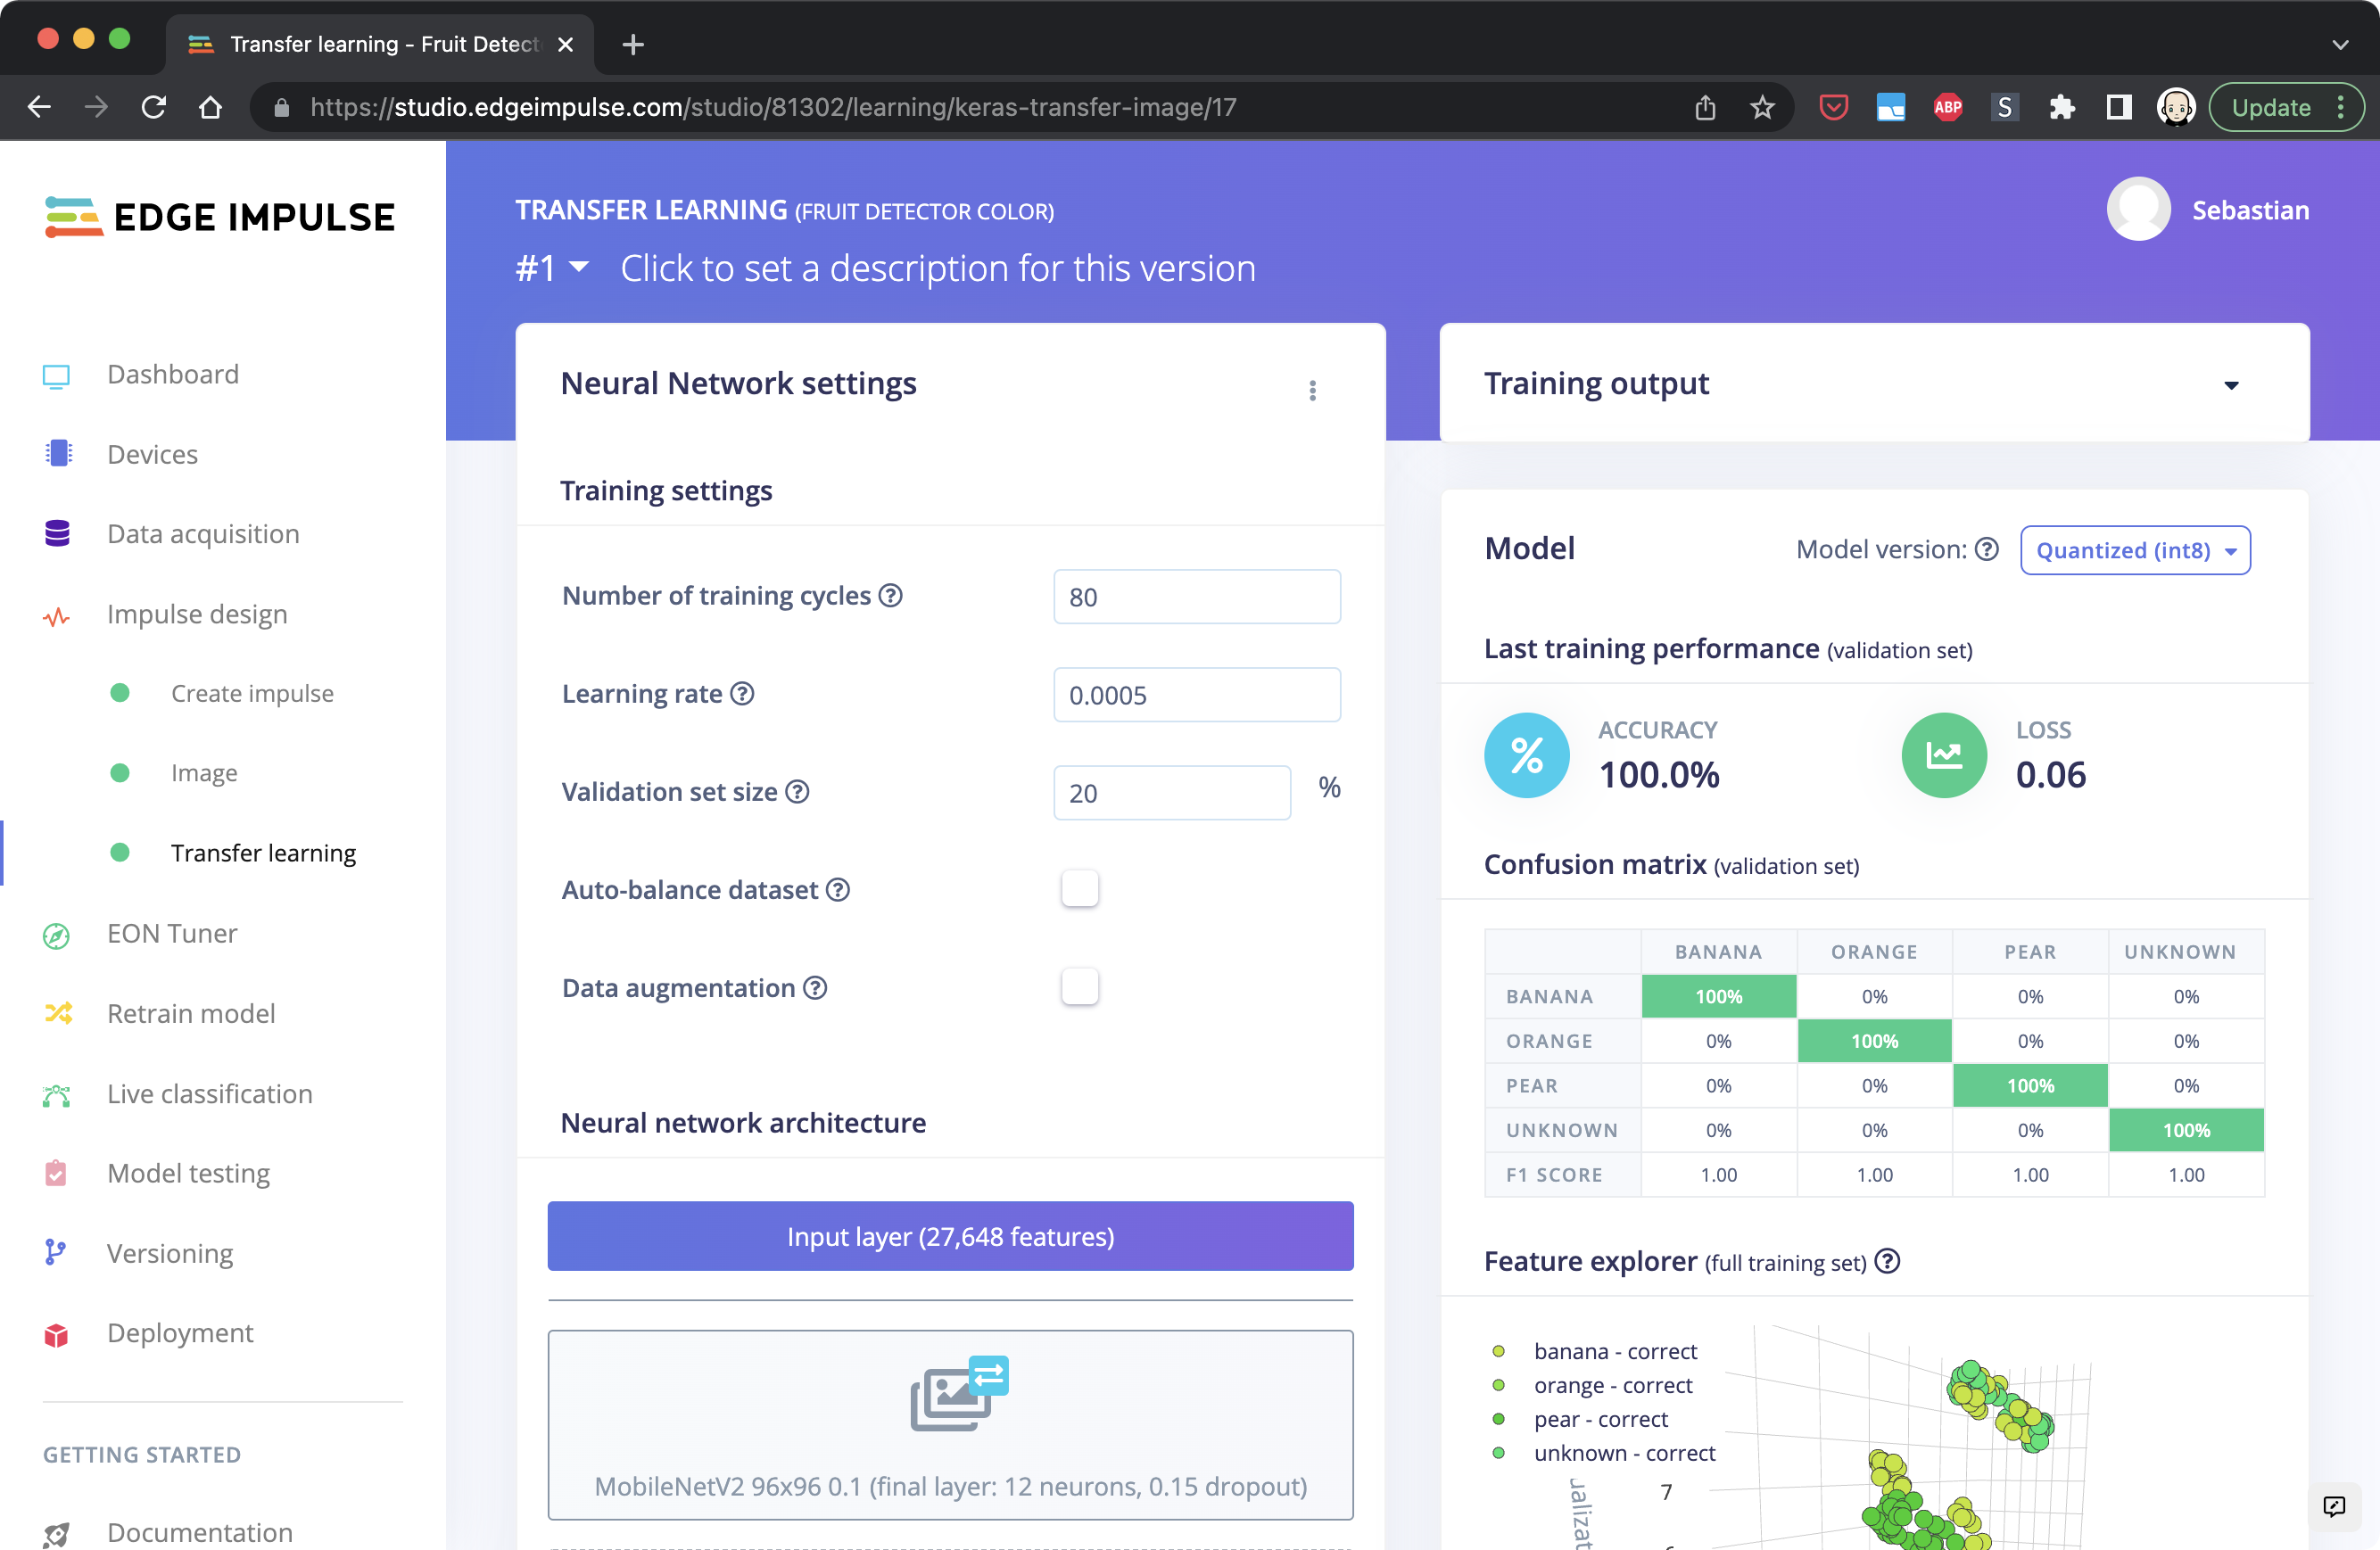 Transfer learning - Fruit Detect
https://studio.edgeimpulse.com/studio/81302/learning/keras-transfer-image/17
ABP
S
Update
EDGE IMPULSE
Dashboard
Devices
Data acquisition
Impulse design
Create impulse
Image
Transfer learning
EON Tuner
Retrain model
Live classification
Model testing
Versioning
Deployment
GETTING STARTED
Documentation
TRANSFER LEARNING (FRUIT DETECTOR COLOR)
#1 Click to set a description for this version
Sebastian
Neural Network settings
Training settings
Number of training cycles ? 80
Learning rate ? 0.0005
Validation set size ? 20 %
Auto-balance dataset ?
Data augmentation ?
Neural network architecture
Input layer (27,648 features)
MobileNetV2 96x96 0.1 (final layer: 12 neurons, 0.15 dropout)
Training output
Model
Model version: ? Quantized (int8)
Last training performance (validation set)
% ACCURACY
100.0%
LOSS
0.06
Confusion matrix (validation set)
BANANA ORANGE PEAR UNKNOWN
BANANA 100% 0% 0% 0%
ORANGE 0% 100% 0% 0%
PEAR 0% 0% 100% 0%
UNKNOWN 0% 0% 0% 100%
F1 SCORE 1.00 1.00 1.00 1.00
Feature explorer (full training set) ?
banana - correct
orange - correct
pear - correct
unknown - correct
7